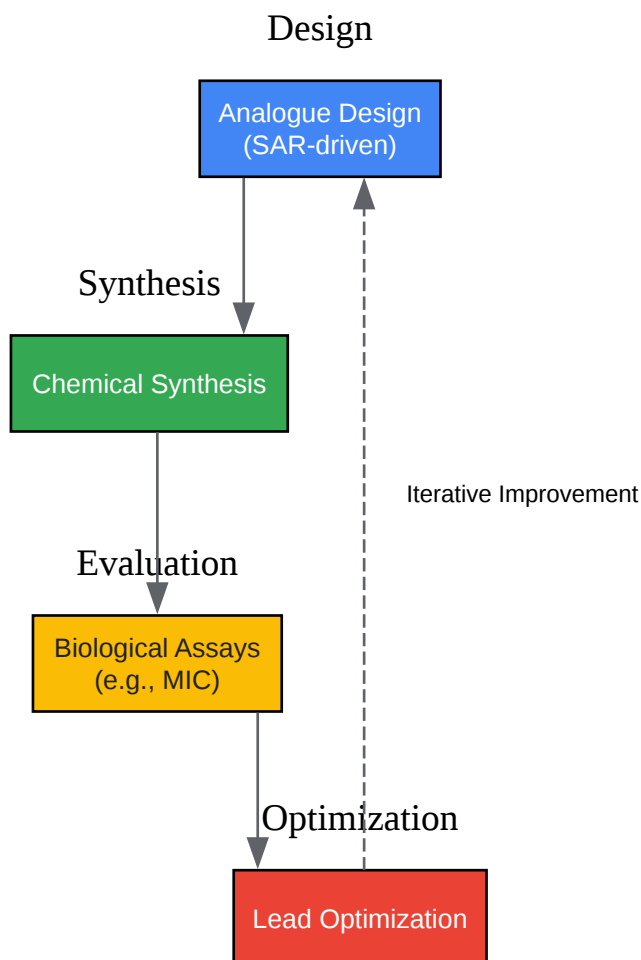 Design
Analogue Design
(SAR-driven)
Synthesis
Chemical Synthesis
Iterative Improvement
Evaluation
Biological Assays
(e.g., MIC)
Optimization
Lead Optimization